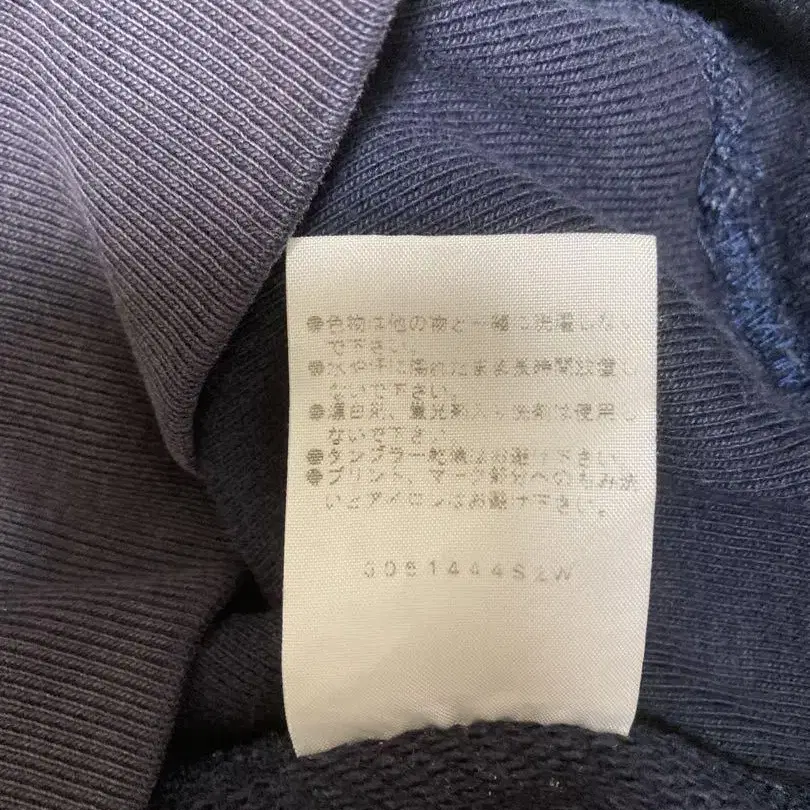 ●色物は他の物と一緒に洗濯しない
で下さい。
●水や汗に濡れたまま長時間放置し
ないで下さい。
●漂白剤、蛍光剤入り洗剤は使用し
ないで下さい。
●タンブラー乾燥はお避け下さい
●プリント、マーク部分へのもみ洗
いとアイロンはお避け下さい。
3081444S2W